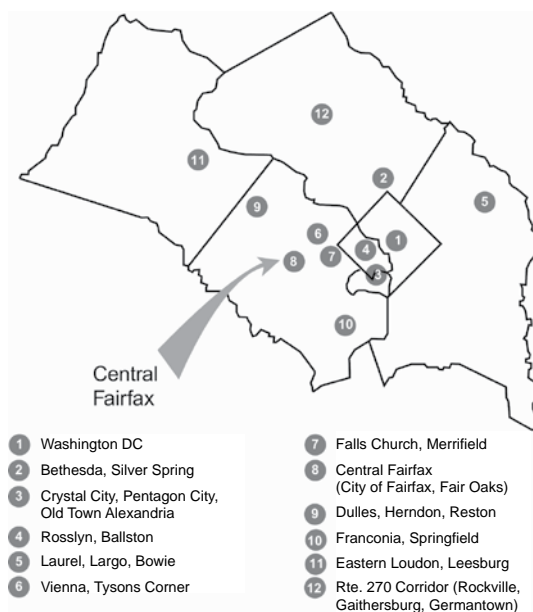 12
2
11
5
9
6
1
4
7
8
3
10
Central
Fairfax
1 Washington DC
2 Bethesda, Silver Spring
3 Crystal City, Pentagon City,
Old Town Alexandria
4 Rosslyn, Ballston
5 Laurel, Largo, Bowie
6 Vienna, Tysons Corner
7 Falls Church, Merrifield
8 Central Fairfax
(City of Fairfax, Fair Oaks)
9 Dulles, Herndon, Reston
10 Franconia, Springfield
11 Eastern Loudon, Leesburg
12 Rte. 270 Corridor (Rockville,
Gaithersburg, Germantown)